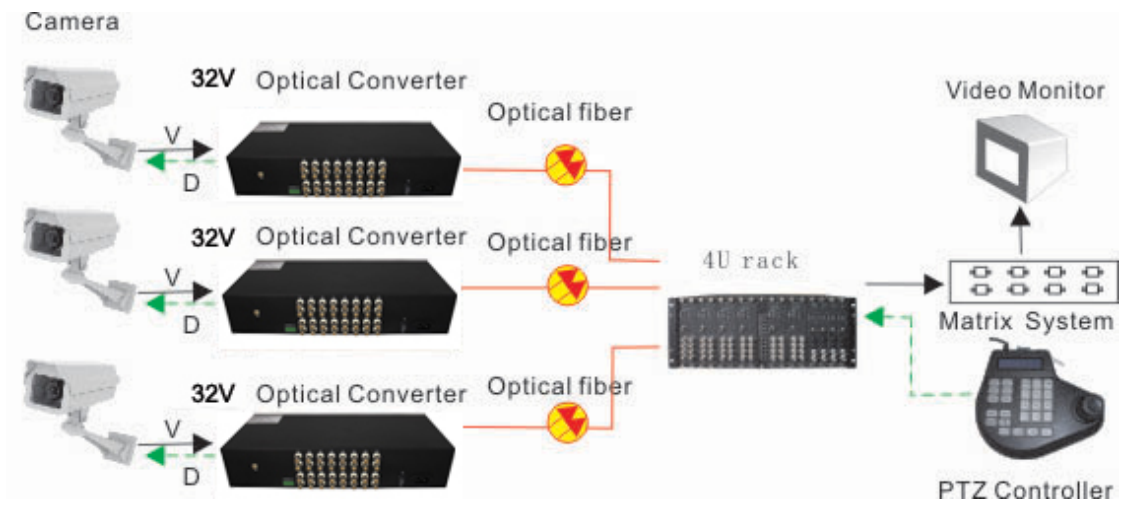 Camera
32V Optical Converter
Optical fiber
V
D
Video Monitor
32V Optical Converter
Optical fiber
V
D
4U rack
Matrix System
32V Optical Converter
Optical fiber
V
D
PTZ Controller